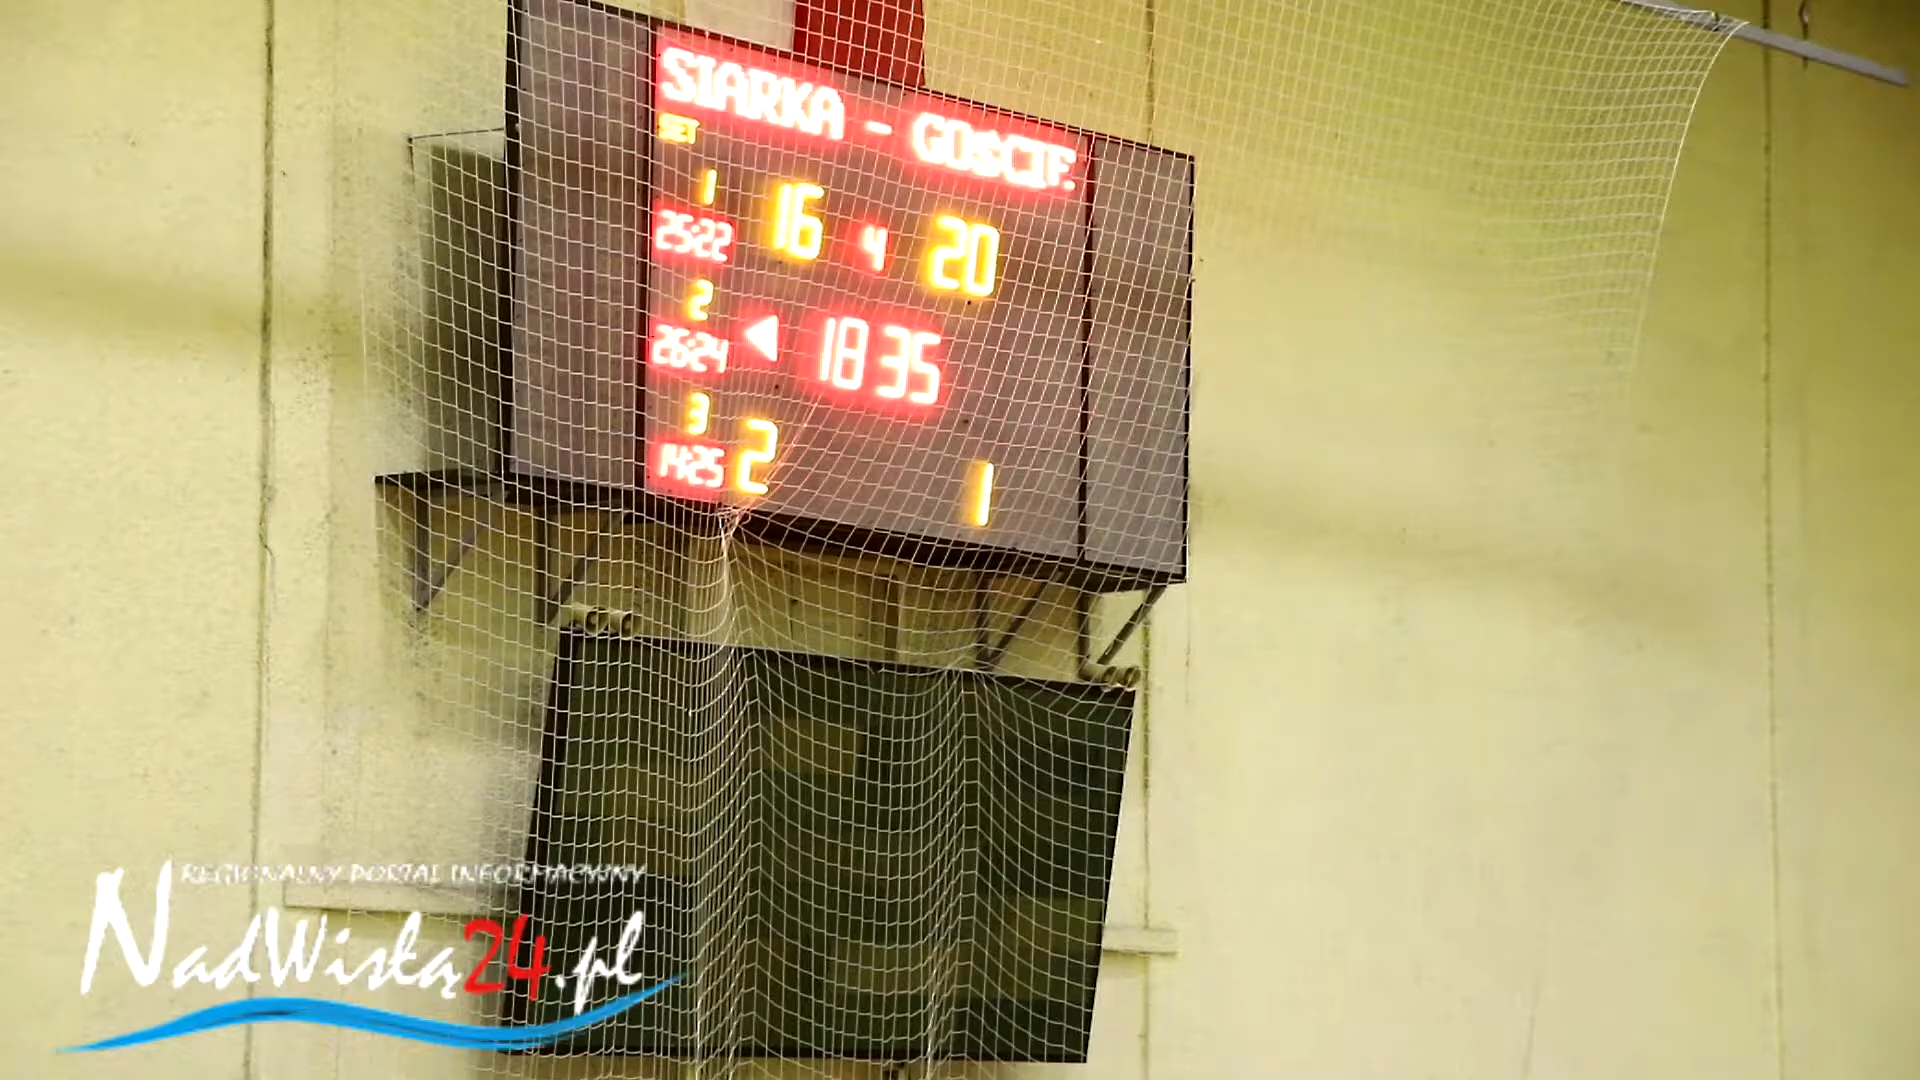 SIARKA - GOŚCIE
SET
1
16 4 20
25:22
2
26:24
18 35
3
14:25
2 1
REGIONALNY PORTAL INFORMACYJNY
NadWisłą24.pl